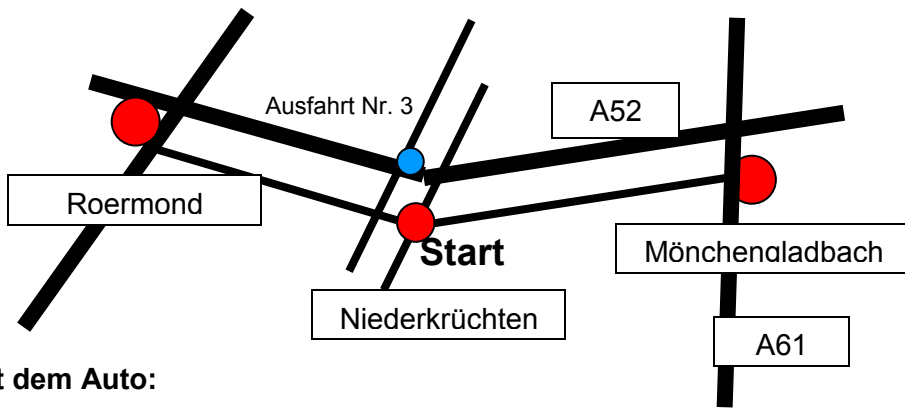 Ausfahrt Nr. 3
A52
Roermond
Start
Mönchengladbach
Niederkrüchten
A61
t dem Auto: